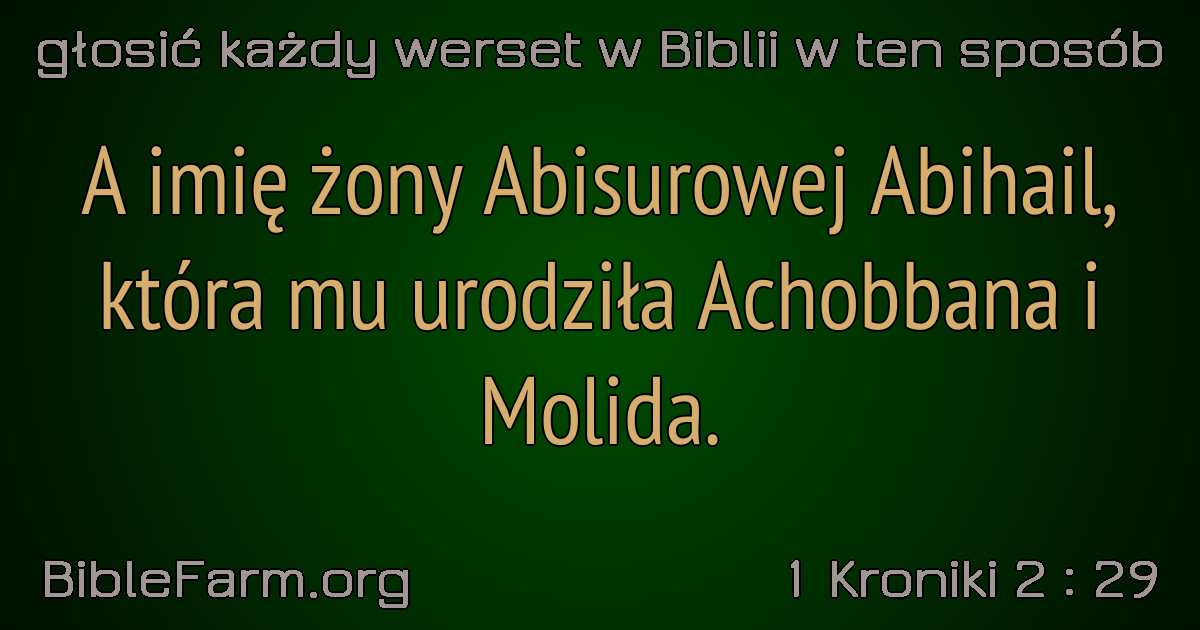 głosić każdy werset w Biblii w ten sposób
A imię żony Abisurowej Abihail,
która mu urodziła Achobbana i
Molida.
BibleFarm.org
1 Kroniki 2 : 29